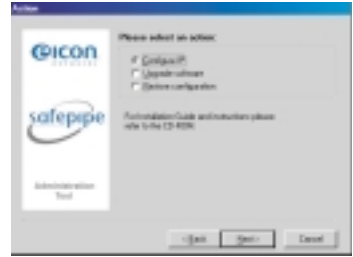 Action
eicon
NETWORKS
safepipe
Administration
Tool
Please select an action:
Configure IP
Upgrade software
Restore configuration
For Installation Guide and instructions please
refer to the CD-ROM.
< Back
Next >
Cancel